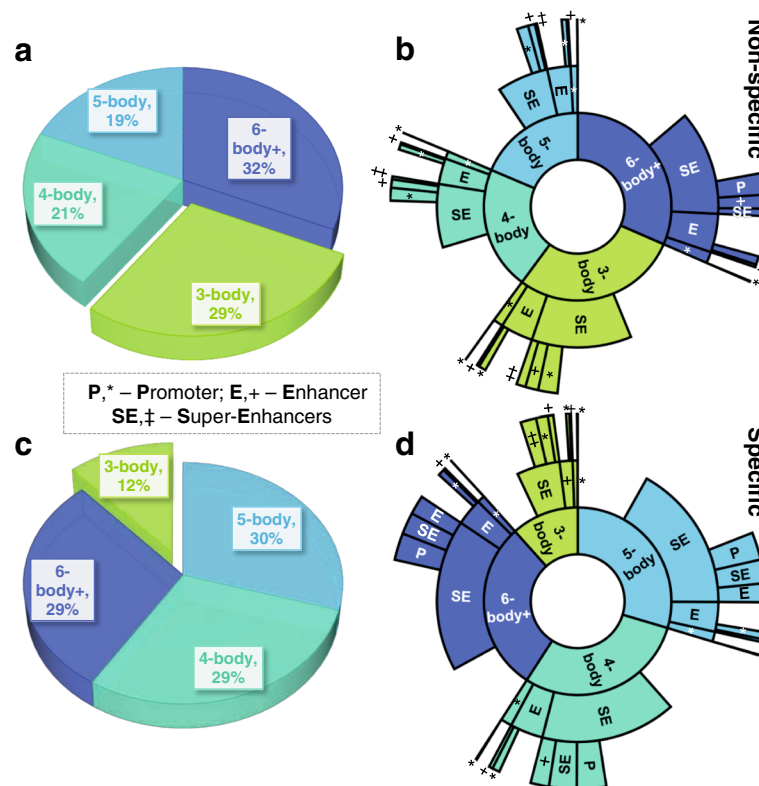 a
5-body,
19%
6-
body+,
32%
4-body,
21%
3-body,
29%
P,* – Promoter; E,+ – Enhancer
SE,‡ – Super-Enhancers
b
Non-specific
6-
body+
SE
P
+
SE
E
*
*
*
3-
body
SE
E
*
*
+
‡
*
*
+
*
4-
body
SE
E
*
*
‡
‡
+
*
*
5-
body
SE
E
*
*
+
‡
‡
*
+
*
c
3-body,
12%
5-body,
30%
6-
body+,
29%
4-body,
29%
d
Specific
5-
body
SE
P
SE
E
E
*
*
*
*
4-
body
SE
P
SE
+
E
*
*
+
*
6-
body+
SE
P
SE
E
E
*
*
+
*
3-
body
SE
+
*
‡
‡
*
+
*
‡
*